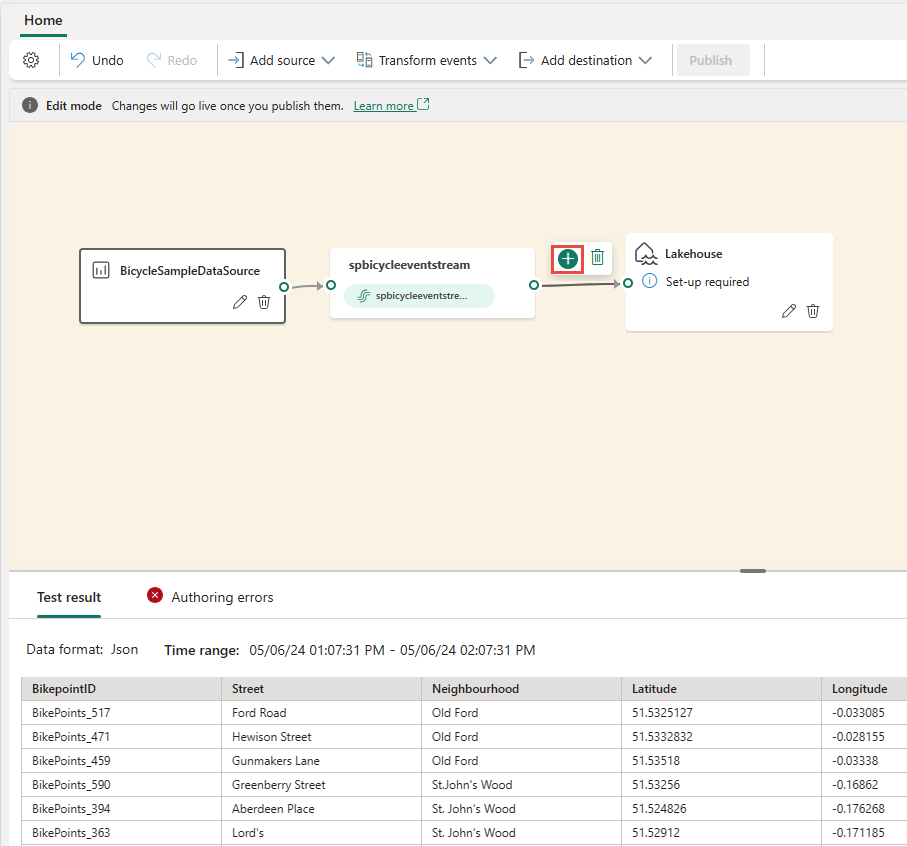 Home
Undo Redo Add source Transform events Add destination Publish
Edit mode Changes will go live once you publish them. Learn more
BicycleSampleDataSource
spbicycleeventstream
spbicycleeventstre...
Lakehouse
Set-up required
Test result Authoring errors
Data format: Json Time range: 05/06/24 01:07:31 PM - 05/06/24 02:07:31 PM
BikepointID Street Neighbourhood Latitude Longitude
BikePoints_517 Ford Road Old Ford 51.5325127 -0.033085
BikePoints_471 Hewison Street Old Ford 51.5332832 -0.028155
BikePoints_459 Gunmakers Lane Old Ford 51.53518 -0.03338
BikePoints_590 Greenberry Street St.John's Wood 51.53256 -0.16862
BikePoints_394 Aberdeen Place St. John's Wood 51.524826 -0.176268
BikePoints_363 Lord's St. John's Wood 51.52912 -0.171185